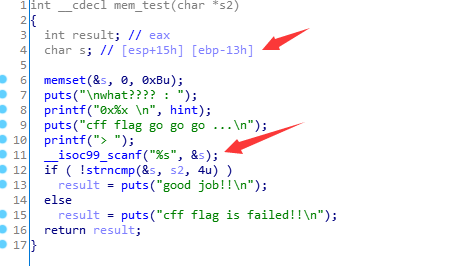 1 int __cdecl mem_test(char *s2)
2 {
3 int result; // eax
4 char s; // [esp+15h] [ebp-13h]
5
6 memset(&s, 0, 0xBu);
7 puts("\nwhat???? : ");
8 printf("0x%x \n", hint);
9 puts("cff flag go go go ...\n");
10 printf("> ");
11 __isoc99_scanf("%s", &s);
12 if ( !strncmp(&s, s2, 4u) )
13 result = puts("good job!!\n");
14 else
15 result = puts("cff flag is failed!!\n");
16 return result;
17 }